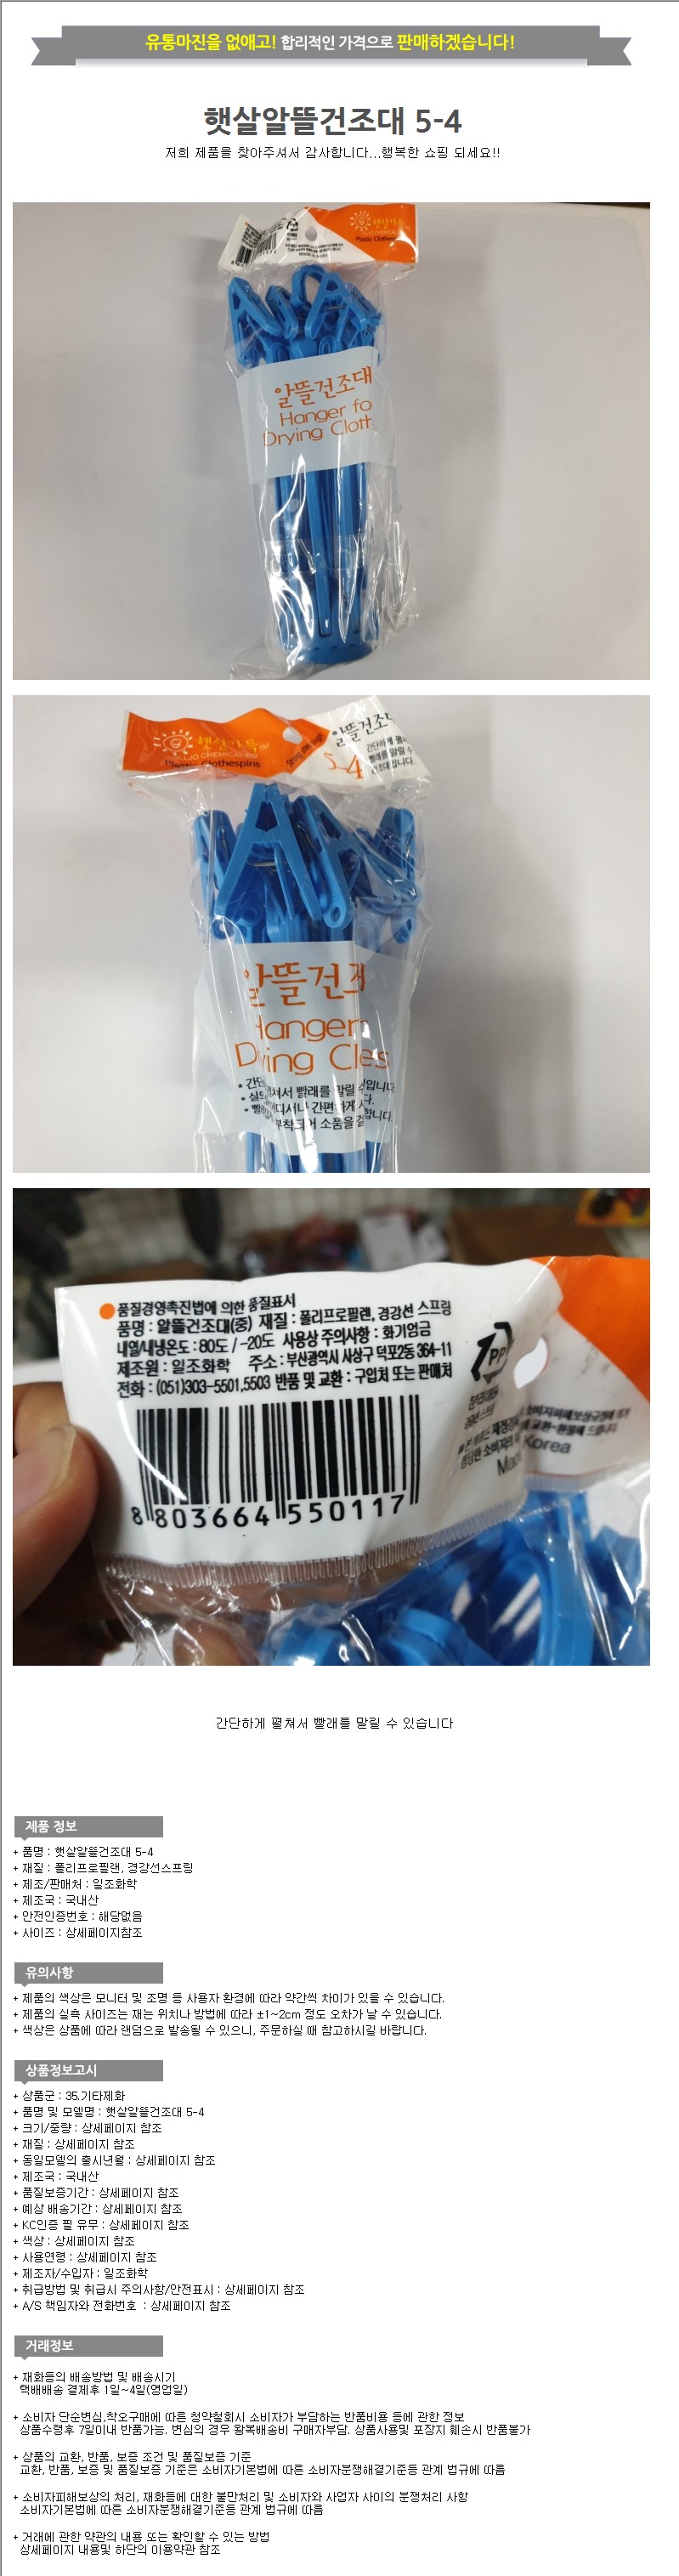 유통마진을 없애고! 합리적인 가격으로 판매하겠습니다!
햇살알뜰건조대 5-4
저희 제품을 찾아주셔서 감사합니다...행복한 쇼핑 되세요!!
햇살가득
Plastic Clothes
알뜰건조대
Hanger fo
Drying Cloth
햇살가득
Plastic Clothespins
알뜰건조
5-4
알뜰건조
Hanger
Drying Cles
품질경영촉진법에 의한 품질표시
품명 : 알뜰건조대(중) 재질 : 폴리프로필렌, 경강선 스프링
내열/내냉온도 : 80도 / -20도 사용상 주의사항 : 화기엄금
제조원 : 일조화학 주소 : 부산광역시 사상구 덕포2동 364-11
전화 : (051)303-5501,5503 반품 및 교환 : 구입처 또는 판매처
PP
Korea
8 803664 550117
간단하게 펼쳐서 빨래를 말릴 수 있습니다
제품 정보
+ 품명 : 햇살알뜰건조대 5-4
+ 재질 : 폴리프로필랜, 경강선스프링
+ 제조/판매처 : 일조화학
+ 제조국 : 국내산
+ 안전인증번호 : 해당없음
+ 사이즈 : 상세페이지참조
유의사항
+ 제품의 색상은 모니터 및 조명 등 사용자 환경에 따라 약간씩 차이가 있을 수 있습니다.
+ 제품의 실측 사이즈는 재는 위치나 방법에 따라 ±1~2cm 정도 오차가 날 수 있습니다.
+ 색상은 상품에 따라 랜덤으로 발송될 수 있으니, 주문하실 때 참고하시길 바랍니다.
상품정보고시
+ 상품군 : 35.기타재화
+ 품명 및 모델명 : 햇살알뜰건조대 5-4
+ 크기/중량 : 상세페이지 참조
+ 재질 : 상세페이지 참조
+ 동일모델의 출시년월 : 상세페이지 참조
+ 제조국 : 국내산
+ 품질보증기간 : 상세페이지 참조
+ 예상 배송기간 : 상세페이지 참조
+ KC인증 필 유무 : 상세페이지 참조
+ 색상 : 상세페이지 참조
+ 사용연령 : 상세페이지 참조
+ 제조자/수입자 : 일조화학
+ 취급방법 및 취급시 주의사항/안전표시 : 상세페이지 참조
+ A/S 책임자와 전화번호 : 상세페이지 참조
거래정보
+ 재화등의 배송방법 및 배송시기
택배배송 결제후 1일~4일(영업일)
+ 소비자 단순변심,착오구매에 따른 청약철회시 소비자가 부담하는 반품비용 등에 관한 정보
상품수령후 7일이내 반품가능. 변심의 경우 왕복배송비 구매자부담. 상품사용및 포장지 훼손시 반품불가
+ 상품의 교환, 반품, 보증 조건 및 품질보증 기준
교환, 반품, 보증 및 품질보증 기준은 소비자기본법에 따른 소비자분쟁해결기준등 관계 법규에 따름
+ 소비자피해보상의 처리, 재화등에 대한 불만처리 및 소비자와 사업자 사이의 분쟁처리 사항
소비자기본법에 따른 소비자분쟁해결기준등 관계 법규에 따름
+ 거래에 관한 약관의 내용 또는 확인할 수 있는 방법
상세페이지 내용및 하단의 이용약관 참조